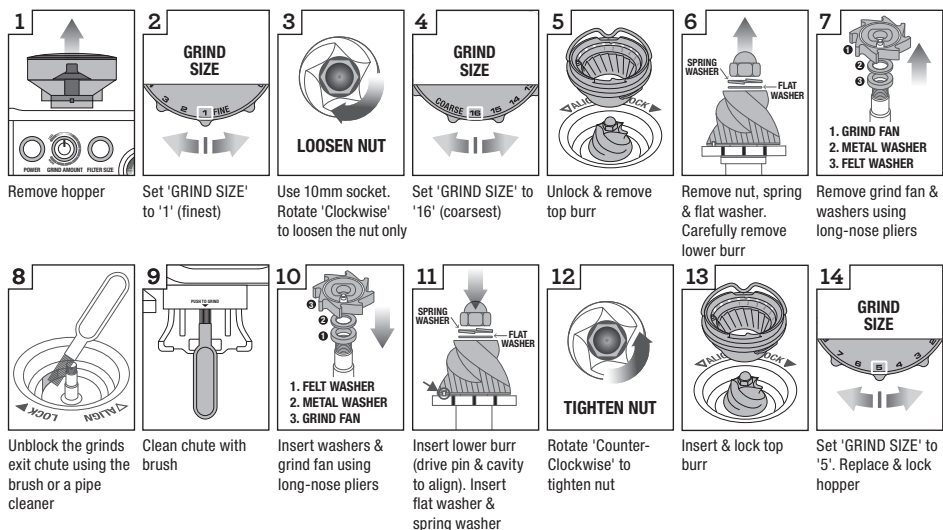 1
POWER GRIND AMOUNT FILTER SIZE
Remove hopper
2
GRIND
SIZE
3 2 1 FINE
Set 'GRIND SIZE'
to '1' (finest)
3
LOOSEN NUT
Use 10mm socket.
Rotate 'Clockwise'
to loosen the nut only
4
GRIND
SIZE
COARSE 16 15 14
Set 'GRIND SIZE' to
'16' (coarsest)
5
Unlock & remove
top burr
6
SPRING
WASHER
FLAT
WASHER
Remove nut, spring
& flat washer.
Carefully remove
lower burr
7
1
2
3
1. GRIND FAN
2. METAL WASHER
3. FELT WASHER
Remove grind fan &
washers using
long-nose pliers
8
LOCK ALIGN
Unblock the grinds
exit chute using the
brush or a pipe
cleaner
9
PUSH TO GRIND
Clean chute with
brush
10
3
2
1
1. FELT WASHER
2. METAL WASHER
3. GRIND FAN
Insert washers &
grind fan using
long-nose pliers
11
SPRING
WASHER
FLAT
WASHER
Insert lower burr
(drive pin & cavity
to align). Insert
flat washer &
spring washer
12
TIGHTEN NUT
Rotate 'Counter-
Clockwise' to
tighten nut
13
Insert & lock top
burr
14
GRIND
SIZE
7 6 5 4 3
Set 'GRIND SIZE' to
'5'. Replace & lock
hopper